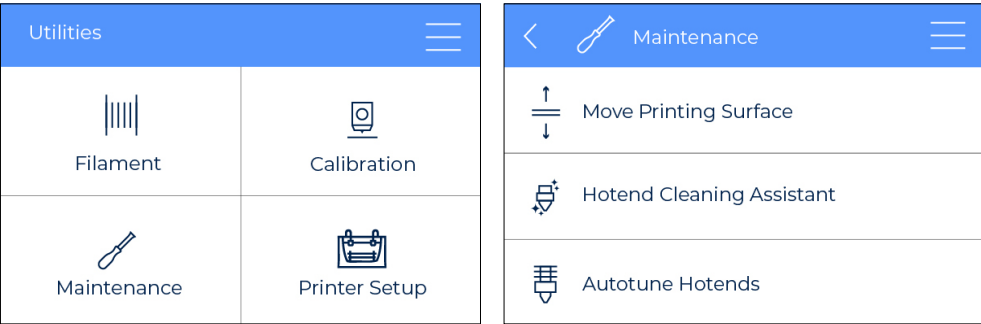 Utilities
Filament
Calibration
Maintenance
Printer Setup
Maintenance
Move Printing Surface
Hotend Cleaning Assistant
Autotune Hotends